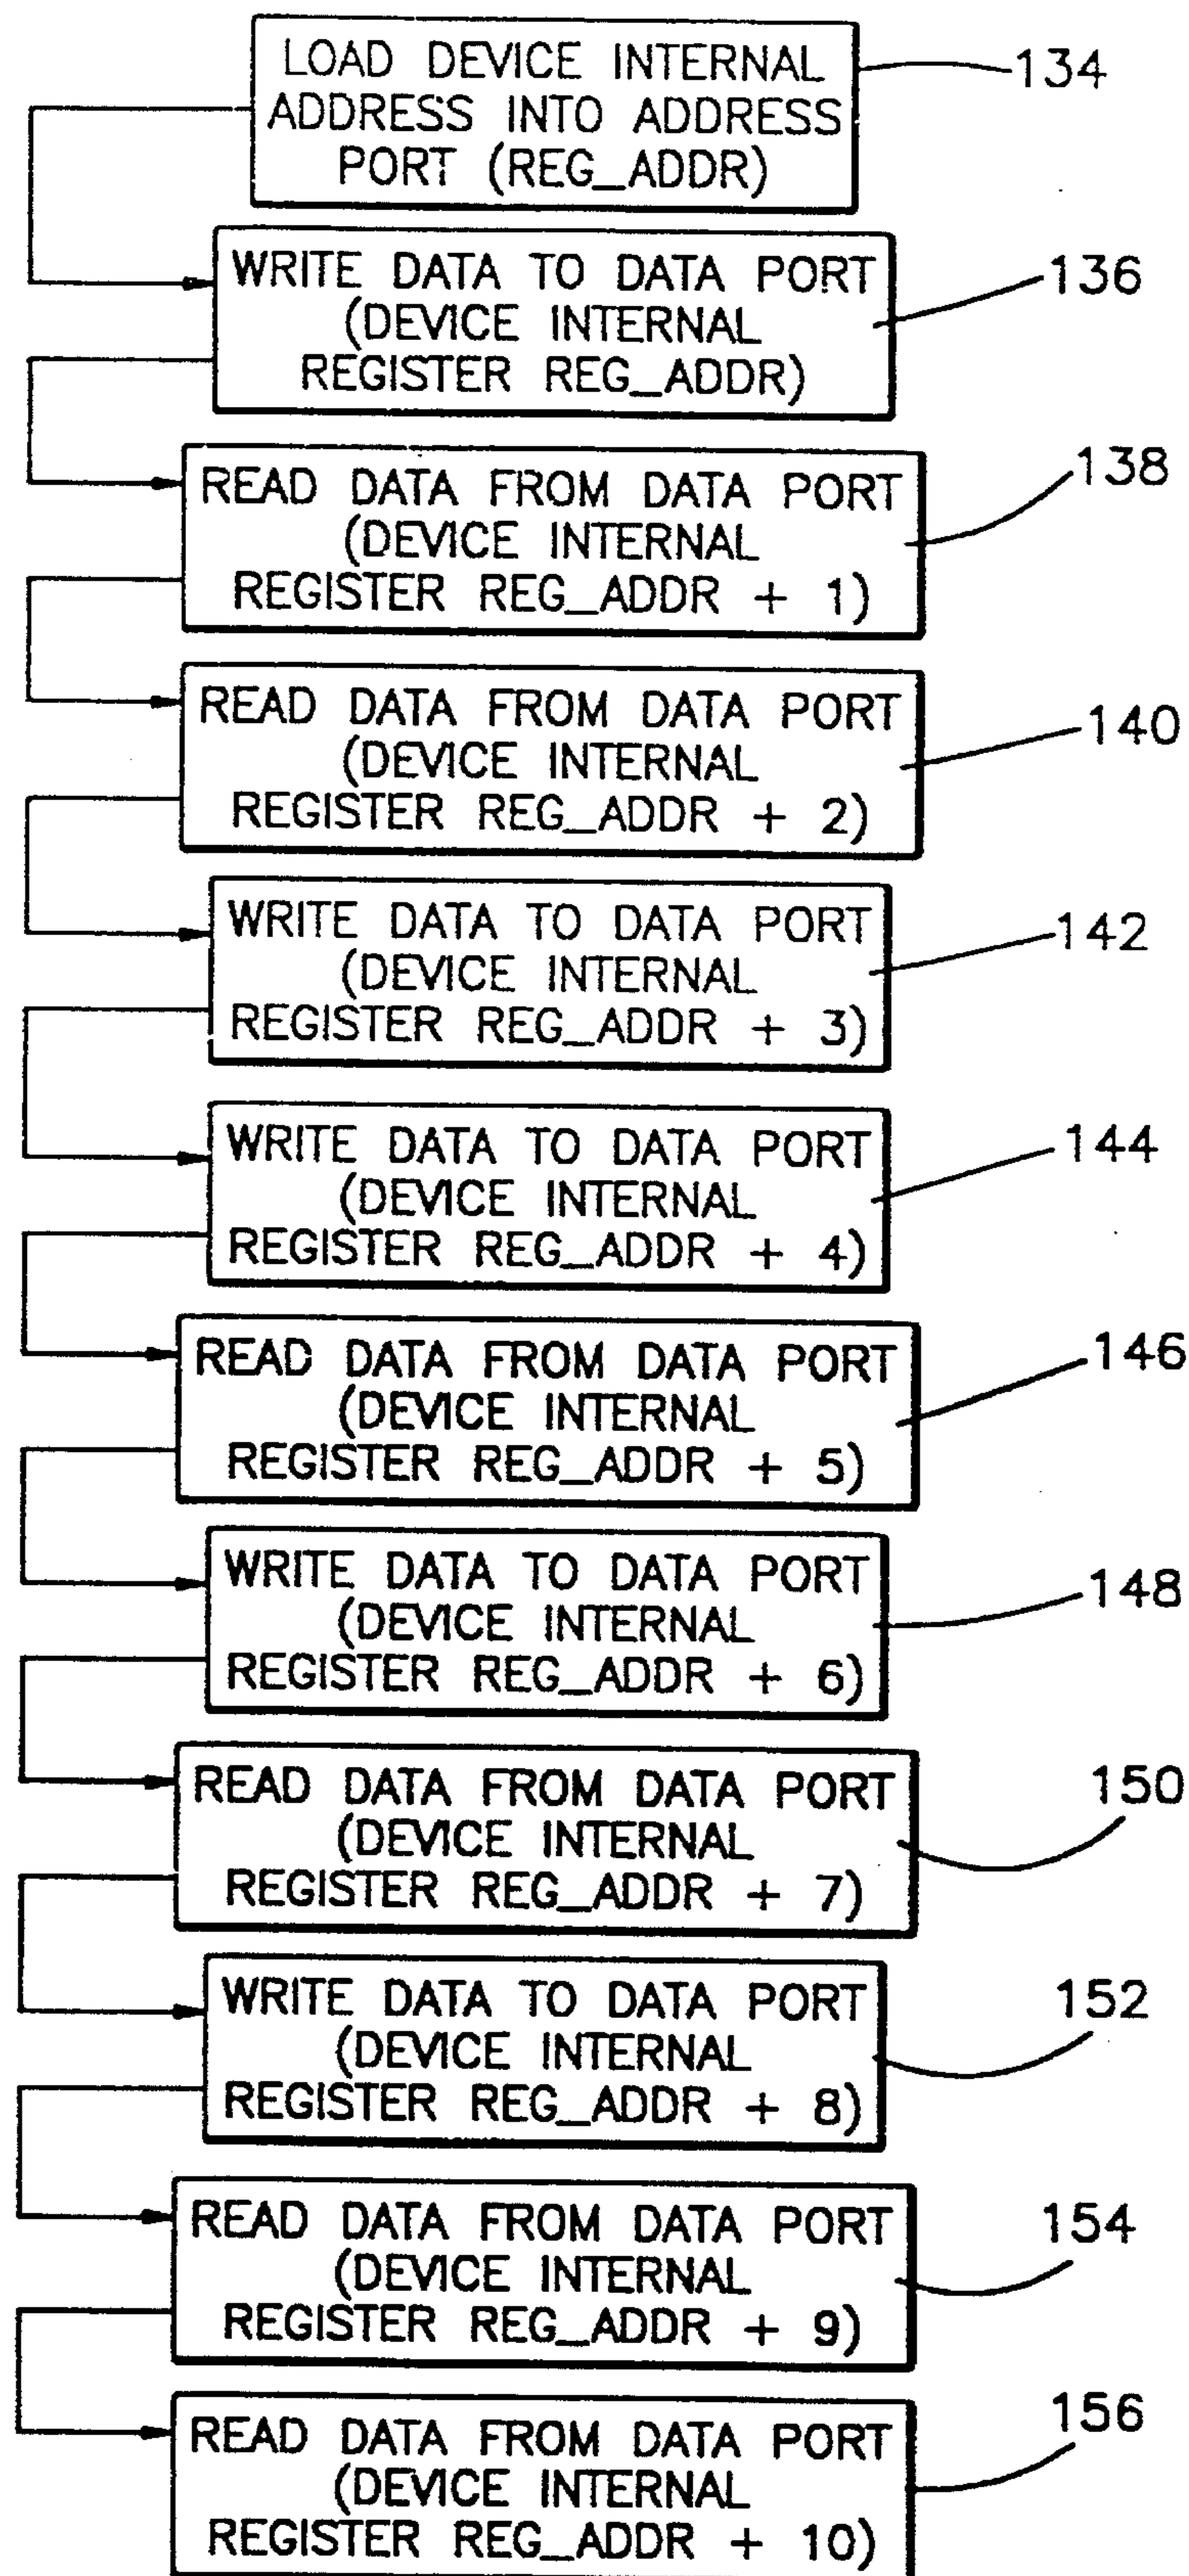 LOAD DEVICE INTERNAL
ADDRESS INTO ADDRESS
PORT (REG_ADDR)
134
WRITE DATA TO DATA PORT
(DEVICE INTERNAL
REGISTER REG_ADDR)
136
READ DATA FROM DATA PORT
(DEVICE INTERNAL
REGISTER REG_ADDR + 1)
138
READ DATA FROM DATA PORT
(DEVICE INTERNAL
REGISTER REG_ADDR + 2)
140
WRITE DATA TO DATA PORT
(DEVICE INTERNAL
REGISTER REG_ADDR + 3)
142
WRITE DATA TO DATA PORT
(DEVICE INTERNAL
REGISTER REG_ADDR + 4)
144
READ DATA FROM DATA PORT
(DEVICE INTERNAL
REGISTER REG_ADDR + 5)
146
WRITE DATA TO DATA PORT
(DEVICE INTERNAL
REGISTER REG_ADDR + 6)
148
READ DATA FROM DATA PORT
(DEVICE INTERNAL
REGISTER REG_ADDR + 7)
150
WRITE DATA TO DATA PORT
(DEVICE INTERNAL
REGISTER REG_ADDR + 8)
152
READ DATA FROM DATA PORT
(DEVICE INTERNAL
REGISTER REG_ADDR + 9)
154
READ DATA FROM DATA PORT
(DEVICE INTERNAL
REGISTER REG_ADDR + 10)
156